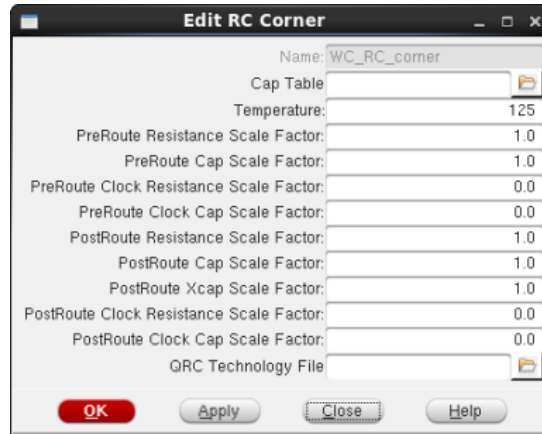 Edit RC Corner
Name: WC_RC_corner
Cap Table
Temperature: 125
PreRoute Resistance Scale Factor: 1.0
PreRoute Cap Scale Factor: 1.0
PreRoute Clock Resistance Scale Factor: 0.0
PreRoute Clock Cap Scale Factor: 0.0
PostRoute Resistance Scale Factor: 1.0
PostRoute Cap Scale Factor: 1.0
PostRoute Xcap Scale Factor: 1.0
PostRoute Clock Resistance Scale Factor: 0.0
PostRoute Clock Cap Scale Factor: 0.0
QRC Technology File
OK Apply Close Help